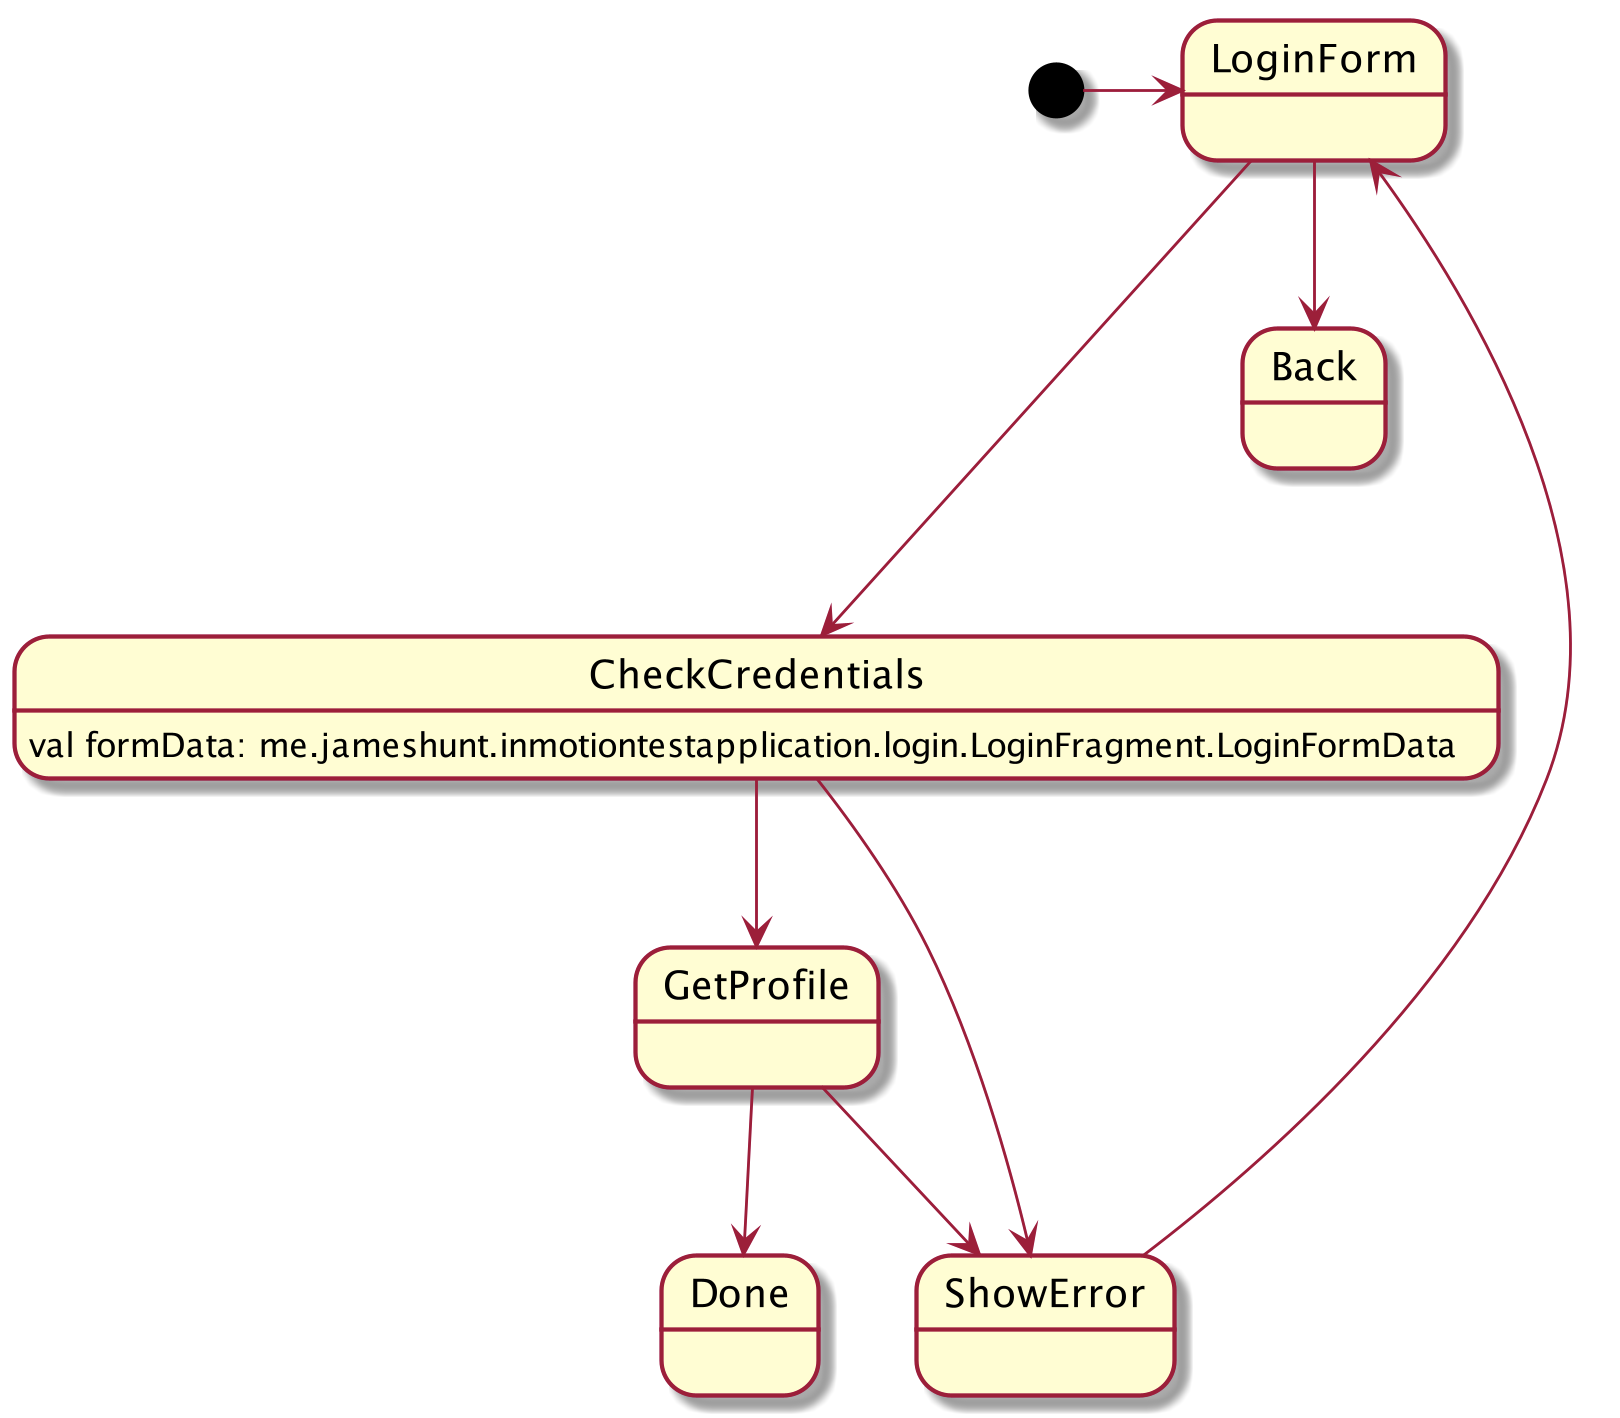 LoginForm
Back
CheckCredentials
val formData: me.jameshunt.inmotiontestapplication.login.LoginFragment.LoginFormData
GetProfile
Done
ShowError